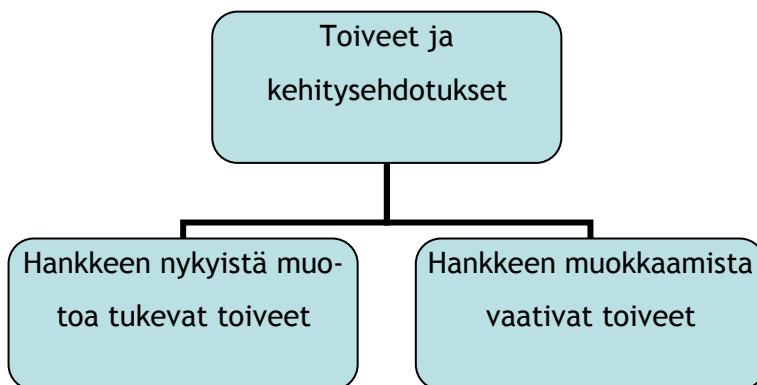 Toiveet ja
kehitysehdotukset
Hankkeen nykyistä muo-
toa tukevat toiveet
Hankkeen muokkaamista
vaativat toiveet